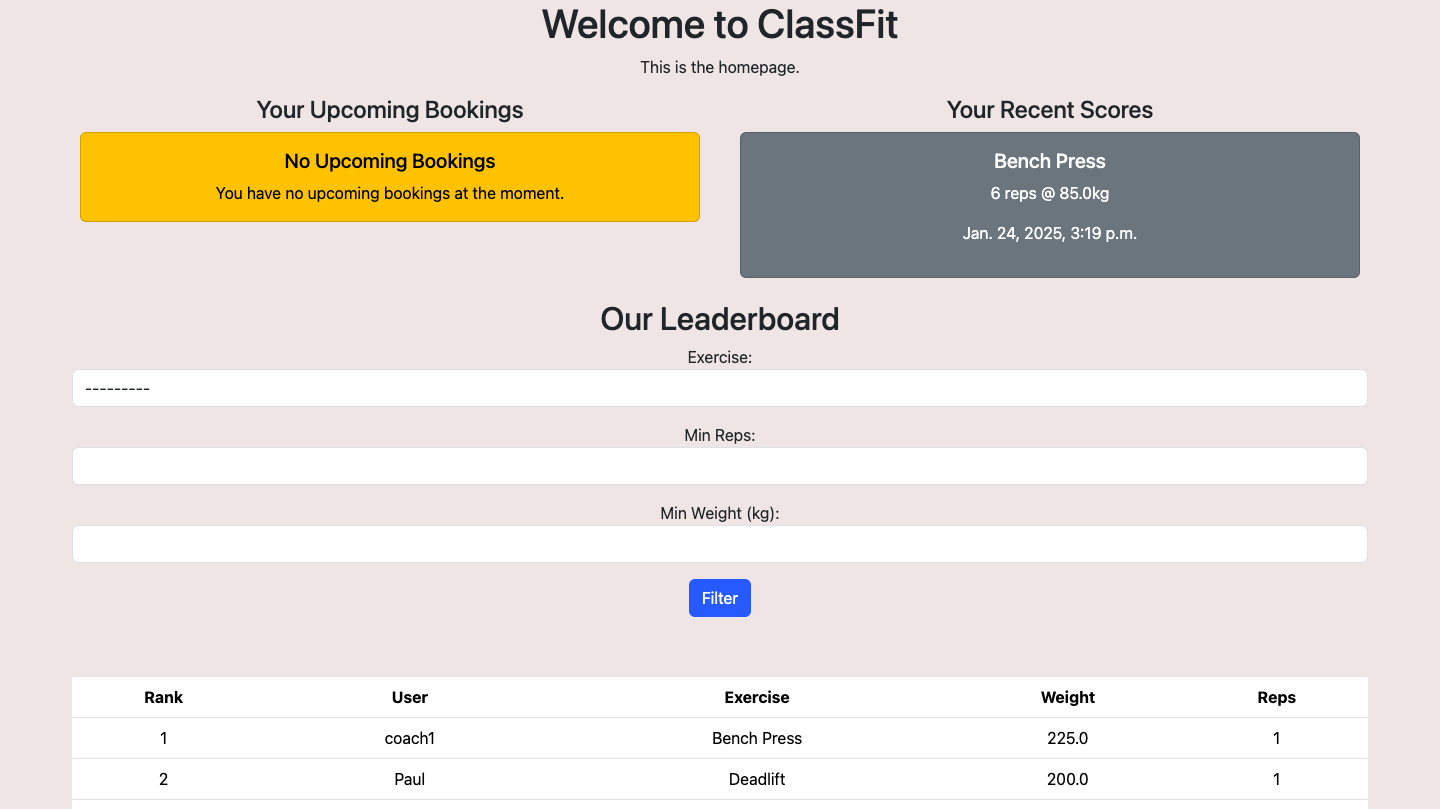 Welcome to ClassFit
This is the homepage.
Your Upcoming Bookings
No Upcoming Bookings
You have no upcoming bookings at the moment.
Your Recent Scores
Bench Press
6 reps @ 85.0kg
Jan. 24, 2025, 3:19 p.m.
Our Leaderboard
Exercise:
---------
Min Reps:
Min Weight (kg):
Filter
Rank User Exercise Weight Reps
1 coach1 Bench Press 225.0 1
2 Paul Deadlift 200.0 1